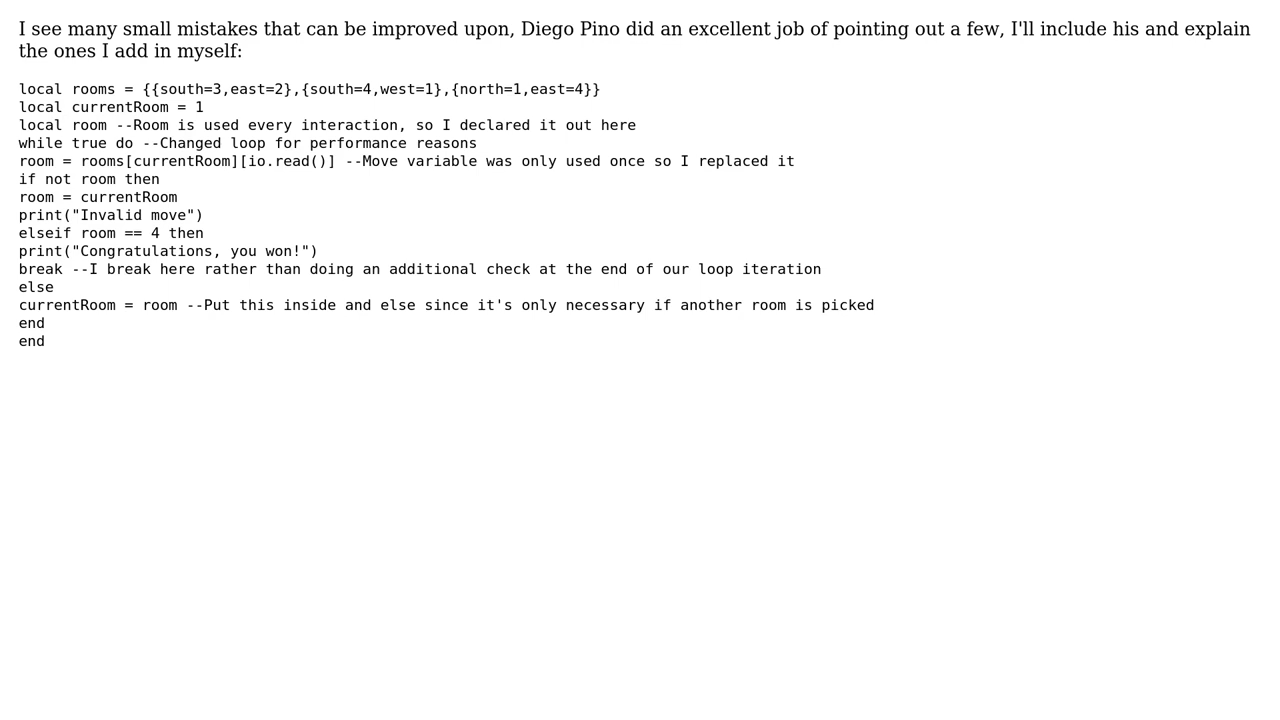 I see many small mistakes that can be improved upon, Diego Pino did an excellent job of pointing out a few, I'll include his and explain
the ones I add in myself:
local rooms = {{south=3,east=2},{south=4,west=1},{north=1,east=4}}
local currentRoom = 1
local room --Room is used every interaction, so I declared it out here
while true do --Changed loop for performance reasons
room = rooms[currentRoom][io.read()] --Move variable was only used once so I replaced it
if not room then
room = currentRoom
print("Invalid move")
elseif room == 4 then
print("Congratulations, you won!")
break --I break here rather than doing an additional check at the end of our loop iteration
else
currentRoom = room --Put this inside and else since it's only necessary if another room is picked
end
end